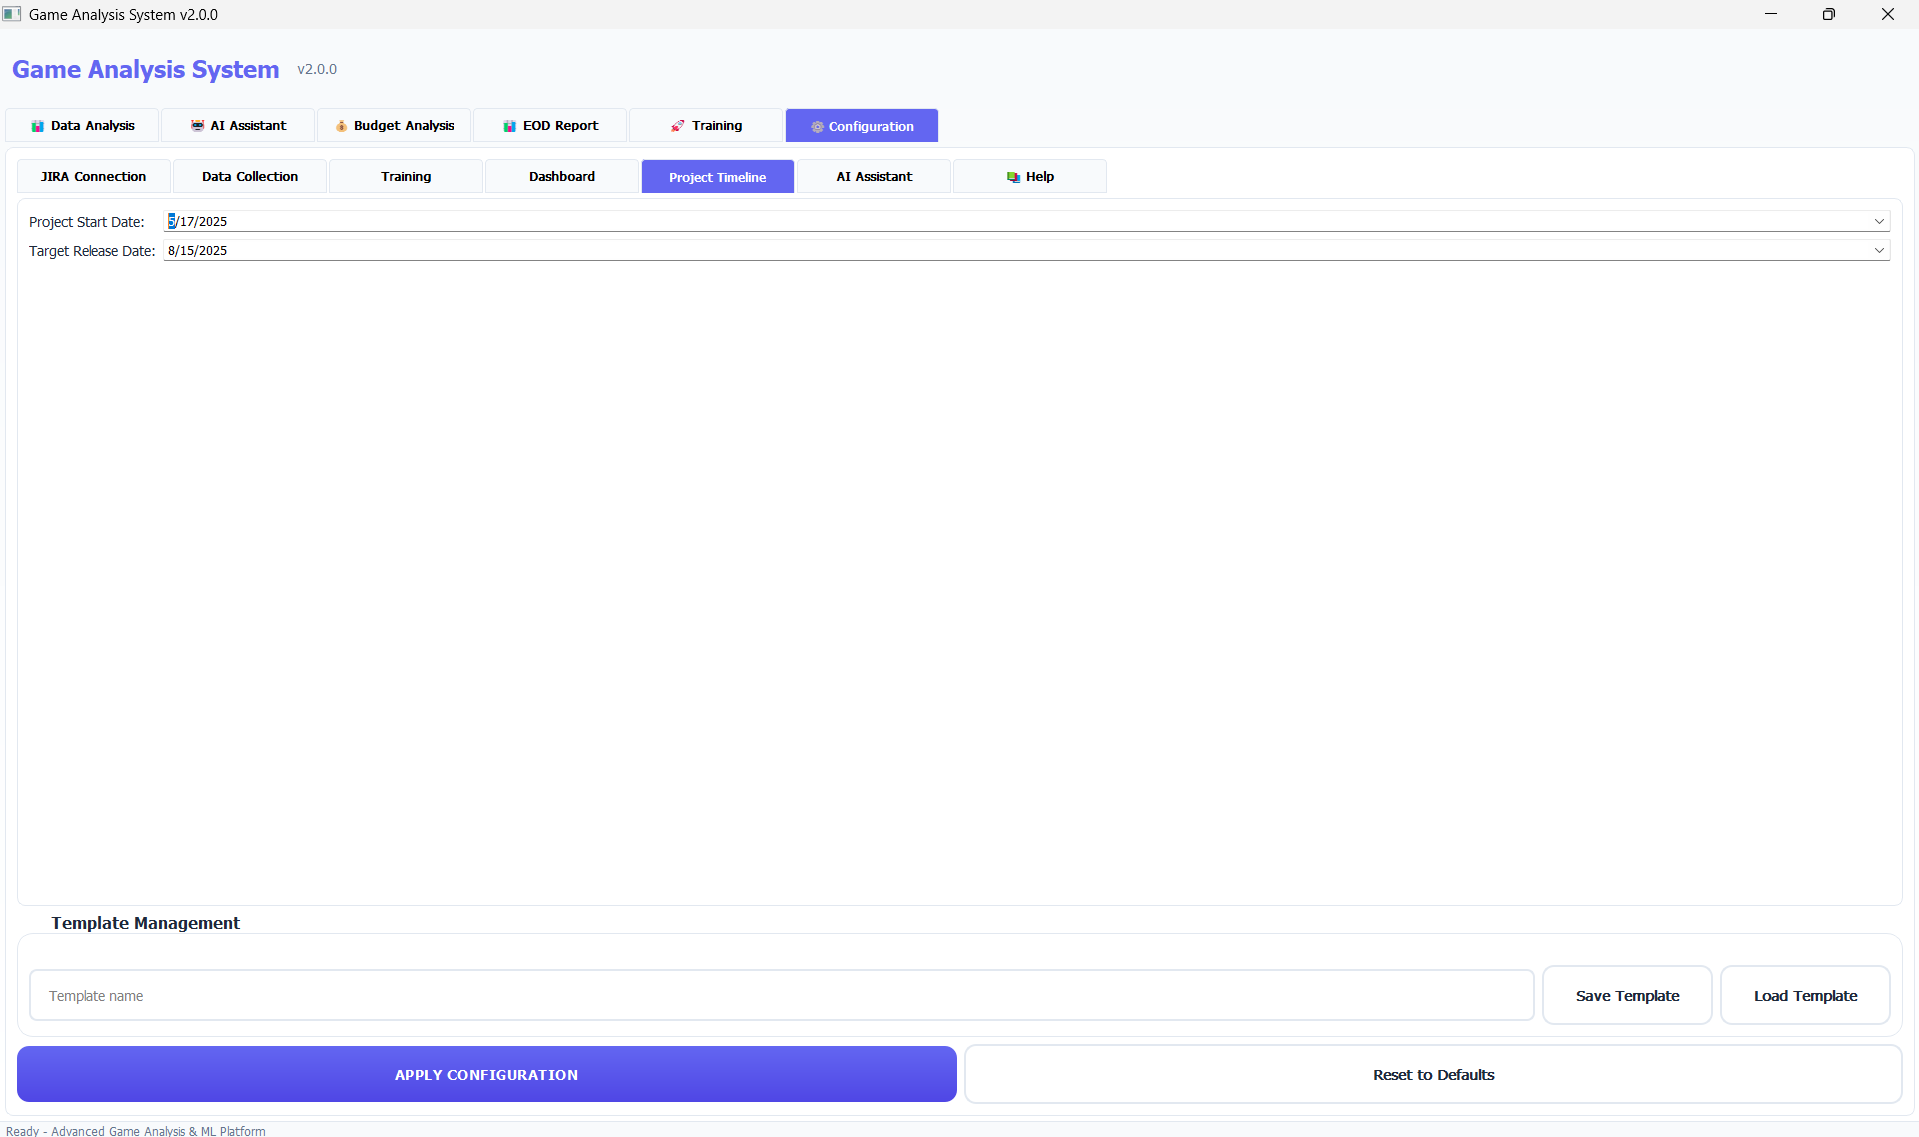 Game Analysis System v2.0.0
Game Analysis System v2.0.0
Data Analysis AI Assistant Budget Analysis EOD Report Training Configuration
JIRA Connection Data Collection Training Dashboard Project Timeline AI Assistant Help
Project Start Date: 5/17/2025
Target Release Date: 8/15/2025
Template Management
Template name Save Template Load Template
APPLY CONFIGURATION Reset to Defaults
Ready - Advanced Game Analysis & ML Platform